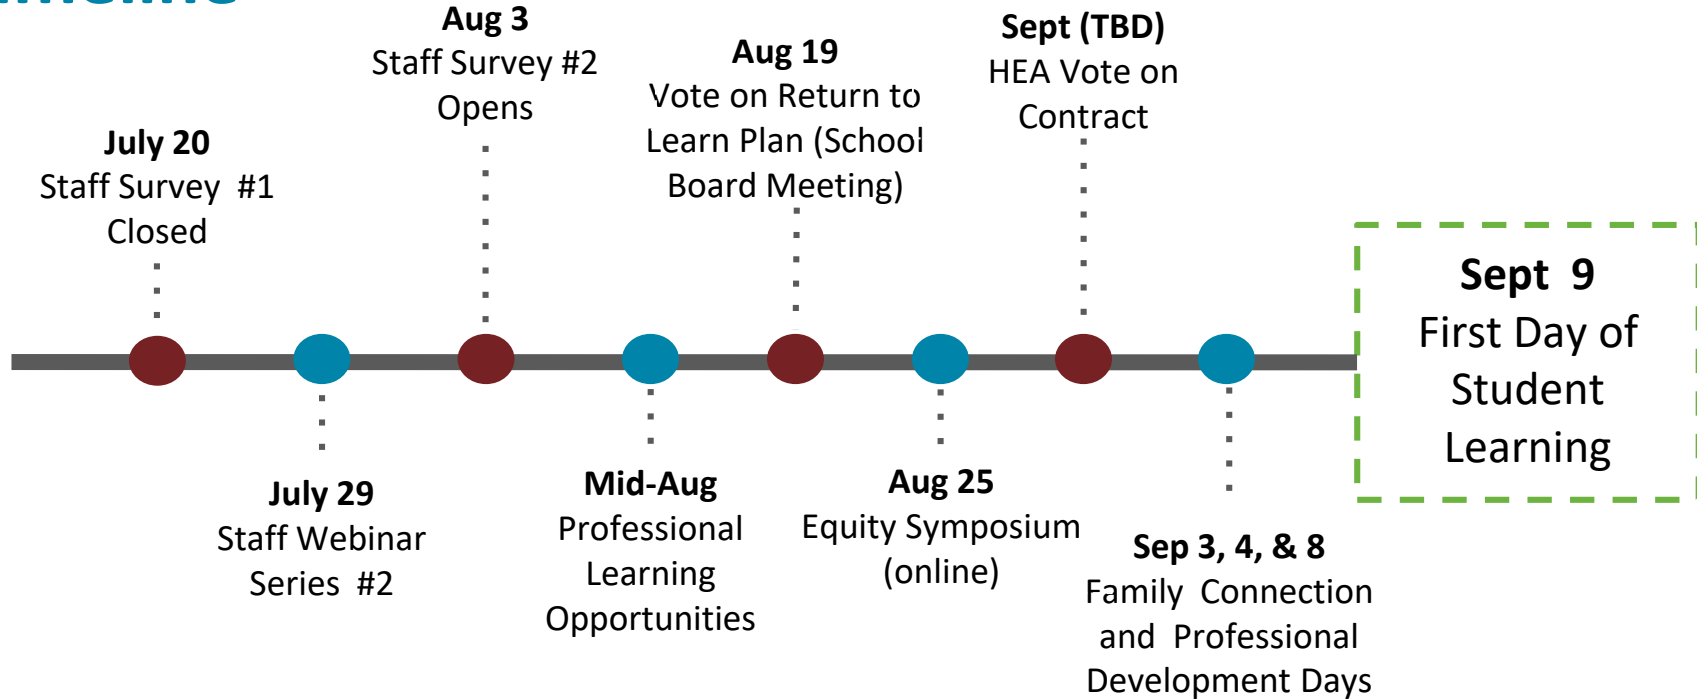 Aug 3
Staff Survey #2
Opens
Sept (TBD)
HEA Vote on
Contract
Aug 19
Vote on Return to
Learn Plan (School
Board Meeting)
July 20
Staff Survey #1
Closed
Sept 9
First Day of
Student
Learning
July 29
Staff Webinar
Series #2
Mid-Aug
Professional
Learning
Opportunities
Aug 25
Equity Symposium
(online)
Sep 3, 4, & 8
Family Connection
and Professional
Development Days